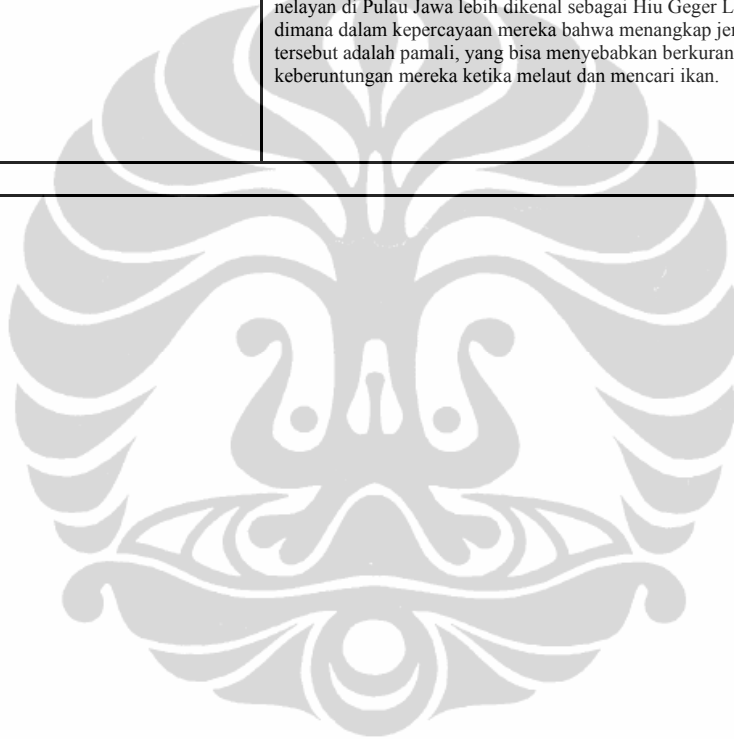 nelayan di Pulau Jawa lebih dikenal sebagai Hiu Geger L
dimana dalam kepercayaan mereka bahwa menangkap jen
tersebut adalah pamali, yang bisa menyebabkan berkuran
keberuntungan mereka ketika melaut dan mencari ikan.